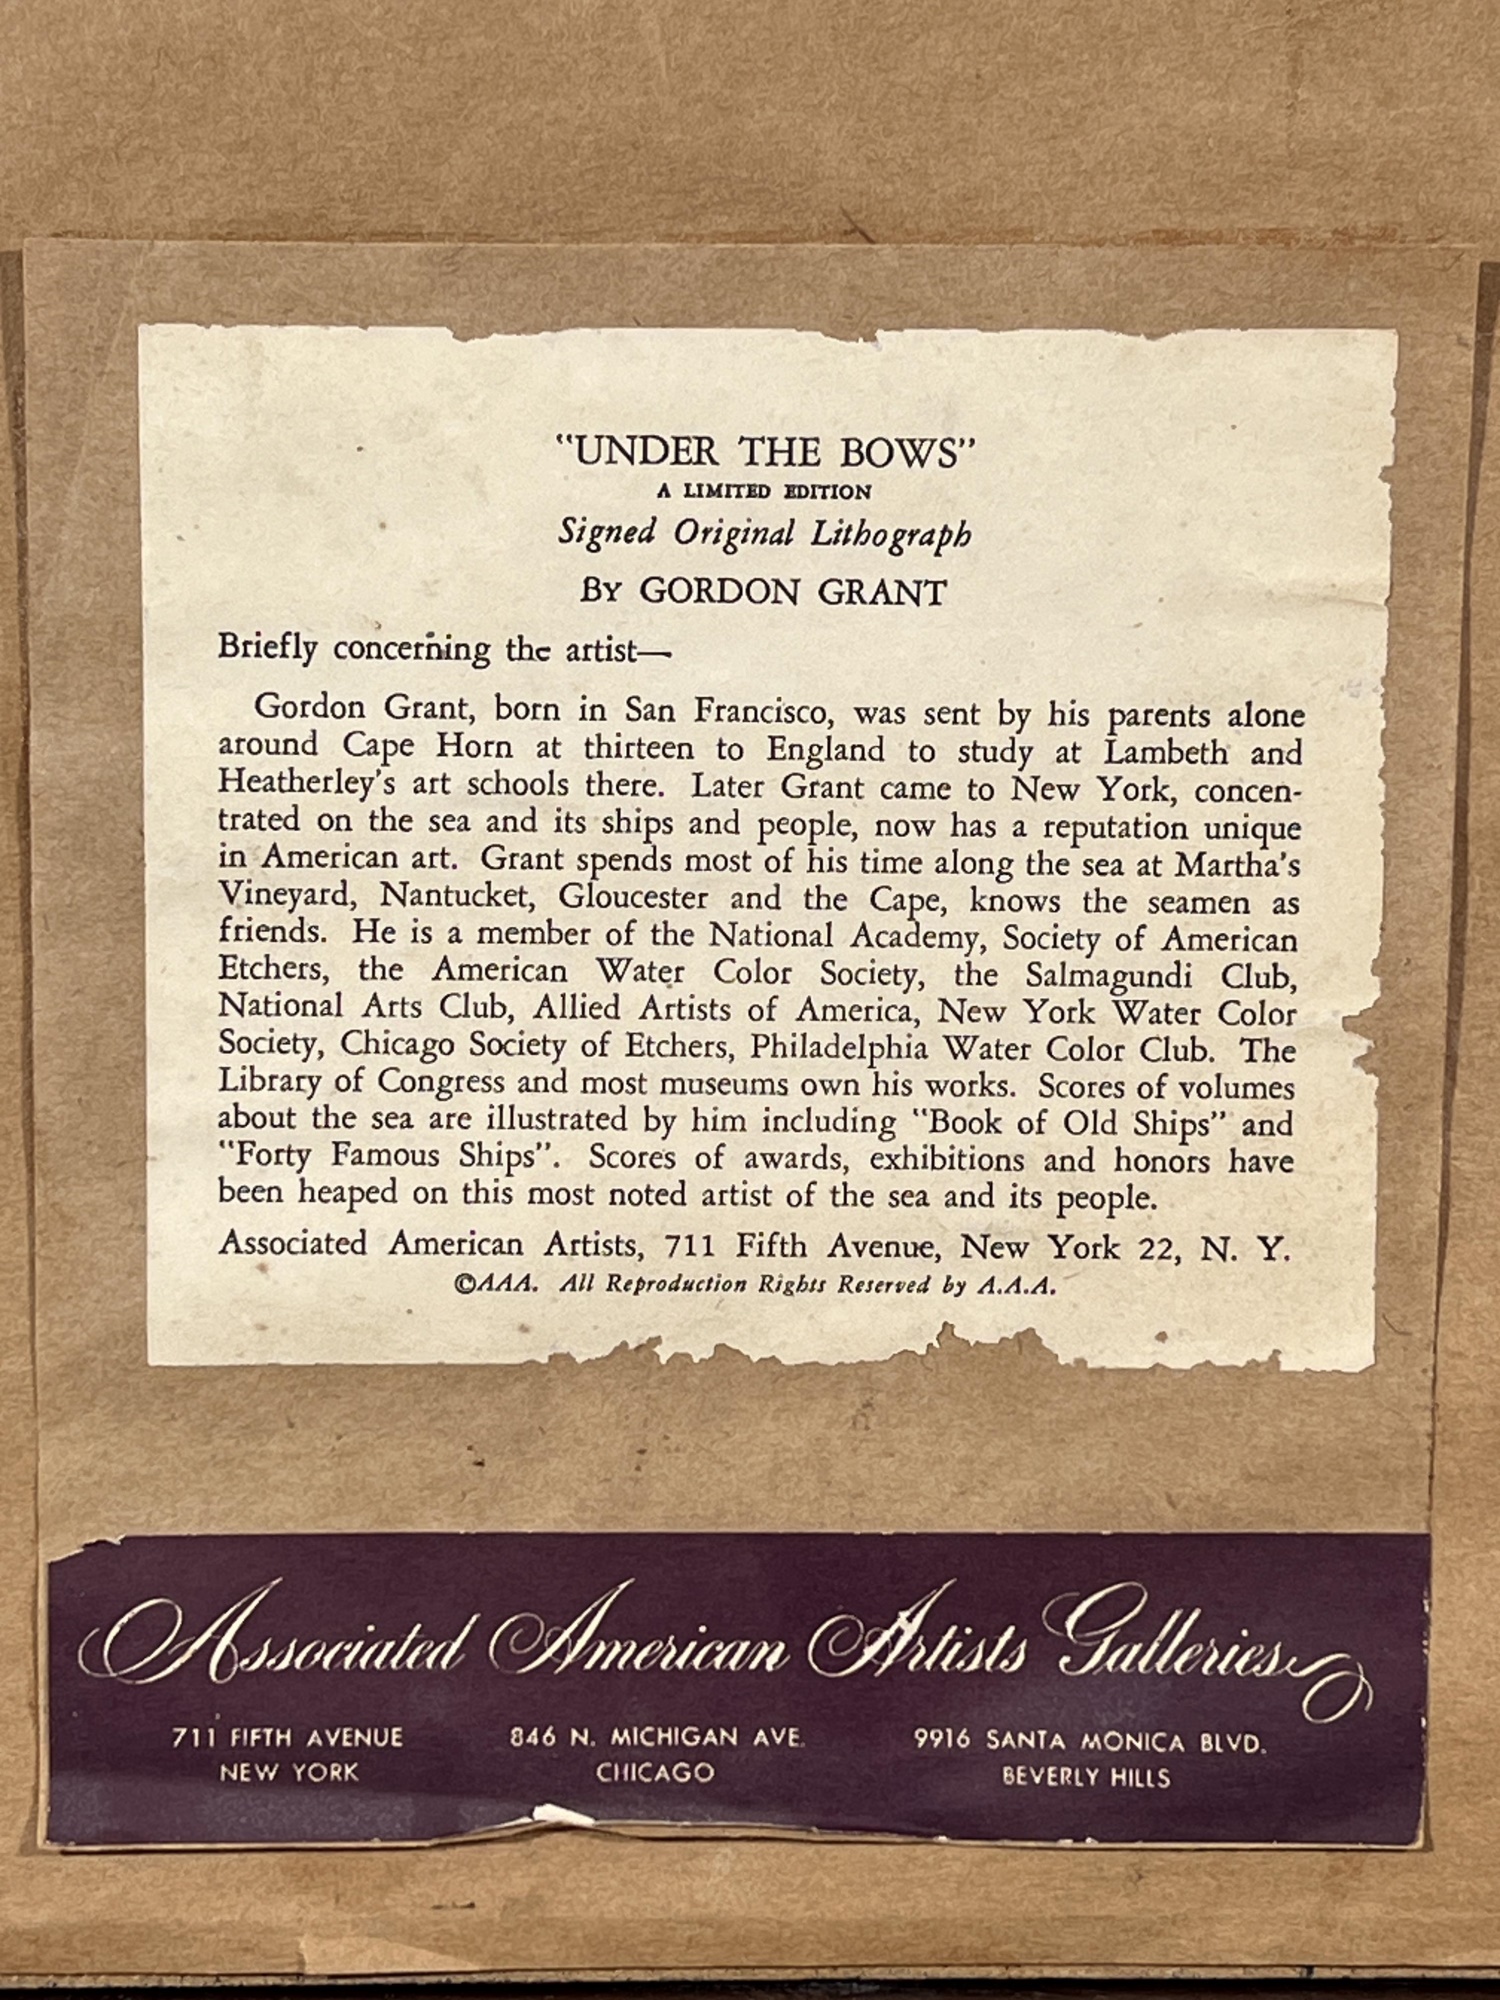 "UNDER THE BOWS"
A LIMITED EDITION
Signed Original Lithograph
By GORDON GRANT
Briefly concerning the artist—
Gordon Grant, born in San Francisco, was sent by his parents alone
around Cape Horn at thirteen to England to study at Lambeth and
Heatherley's art schools there. Later Grant came to New York, concen-
trated on the sea and its ships and people, now has a reputation unique
in American art. Grant spends most of his time along the sea at Martha's
Vineyard, Nantucket, Gloucester and the Cape, knows the seamen as
friends. He is a member of the National Academy, Society of American
Etchers, the American Water Color Society, the Salmagundi Club,
National Arts Club, Allied Artists of America, New York Water Color
Society, Chicago Society of Etchers, Philadelphia Water Color Club. The
Library of Congress and most museums own his works. Scores of volumes
about the sea are illustrated by him including "Book of Old Ships" and
"Forty Famous Ships". Scores of awards, exhibitions and honors have
been heaped on this most noted artist of the sea and its people.
Associated American Artists, 711 Fifth Avenue, New York 22, N. Y.
©AAA. All Reproduction Rights Reserved by A.A.A.
Associated American Artists Galleries
711 FIFTH AVENUE 846 N. MICHIGAN AVE. 9916 SANTA MONICA BLVD.
NEW YORK CHICAGO BEVERLY HILLS